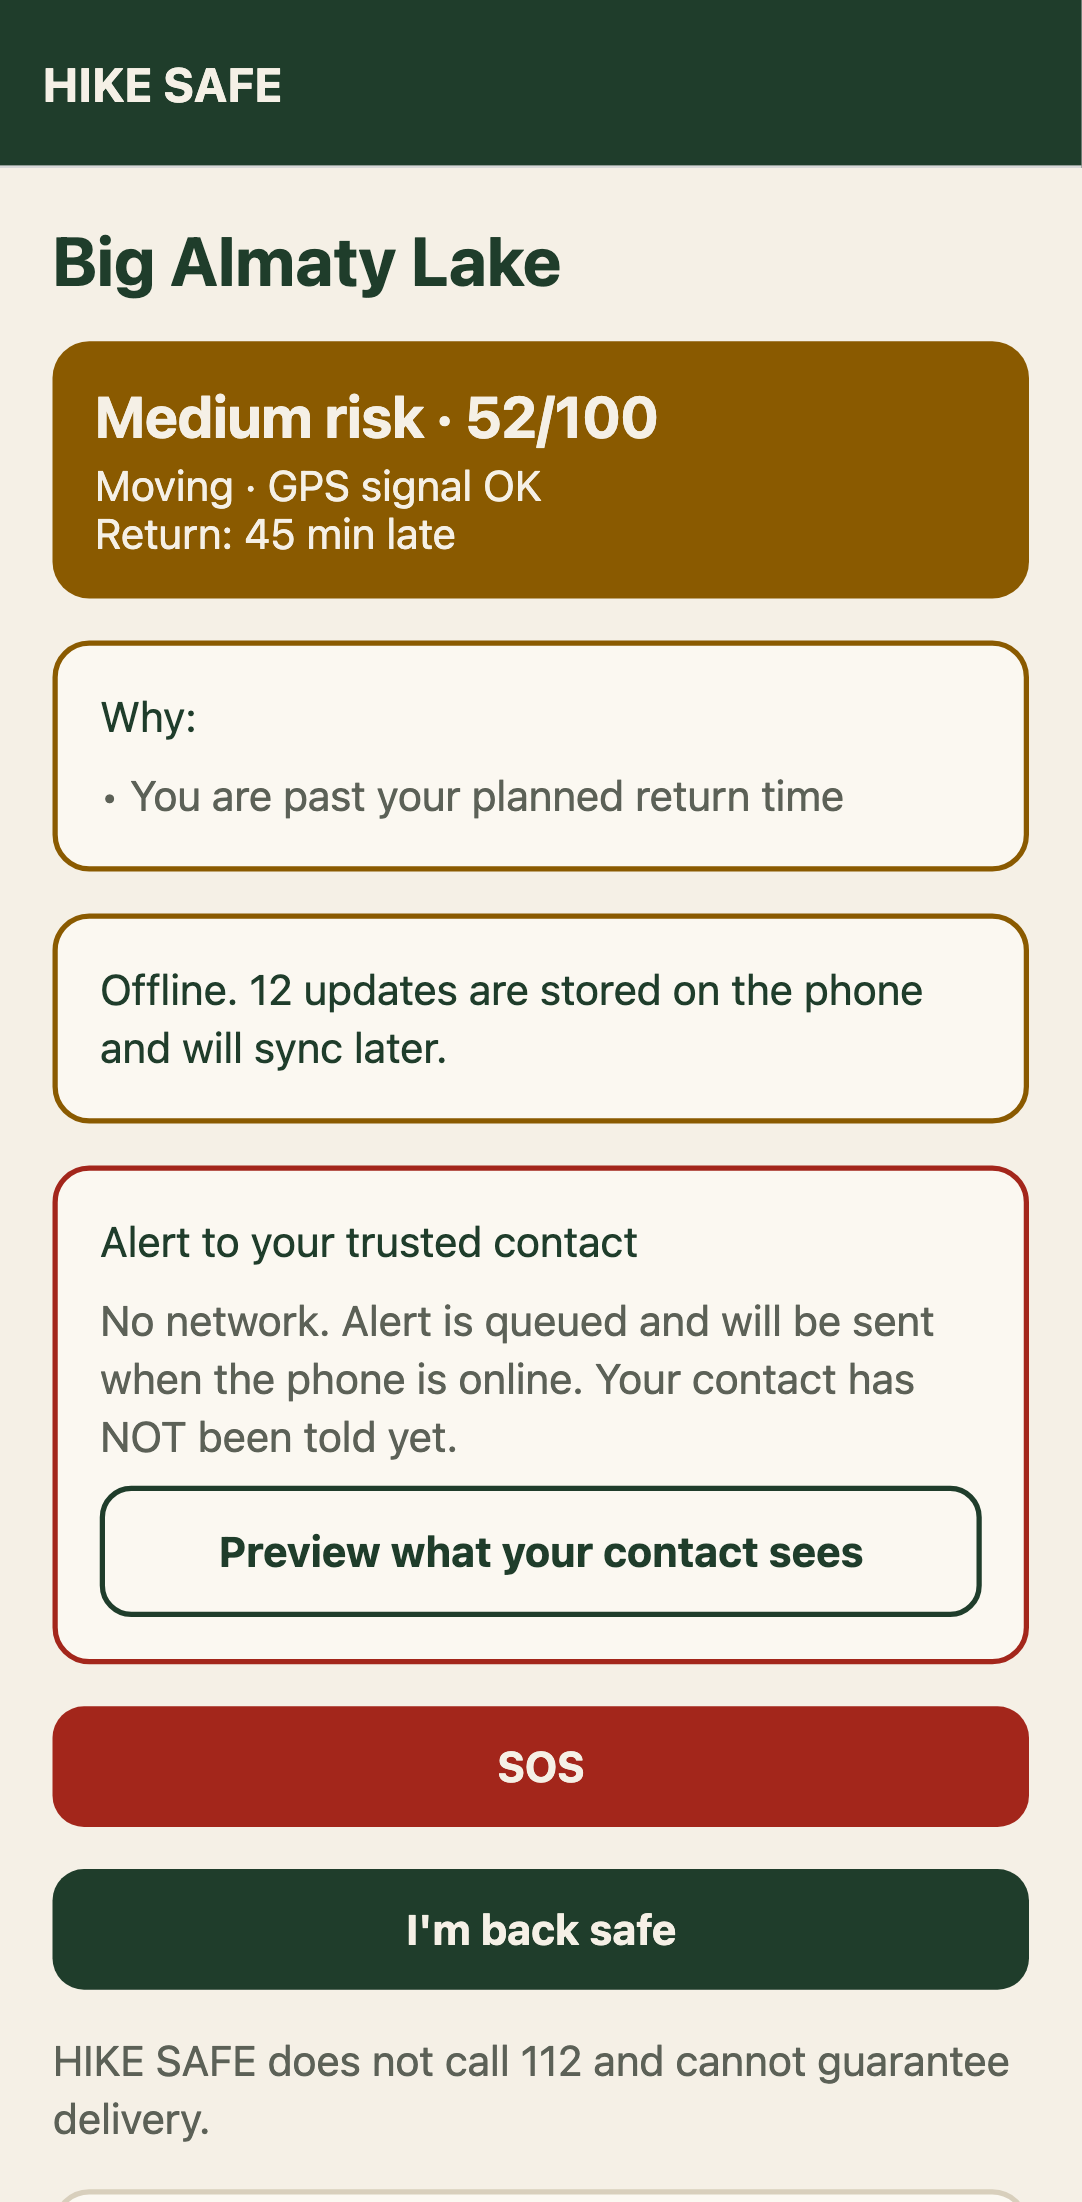 HIKE SAFE
Big Almaty Lake
Medium risk · 52/100
Moving · GPS signal OK
Return: 45 min late
Why:
• You are past your planned return time
Offline. 12 updates are stored on the phone
and will sync later.
Alert to your trusted contact
No network. Alert is queued and will be sent
when the phone is online. Your contact has
NOT been told yet.
Preview what your contact sees
SOS
I'm back safe
HIKE SAFE does not call 112 and cannot guarantee
delivery.